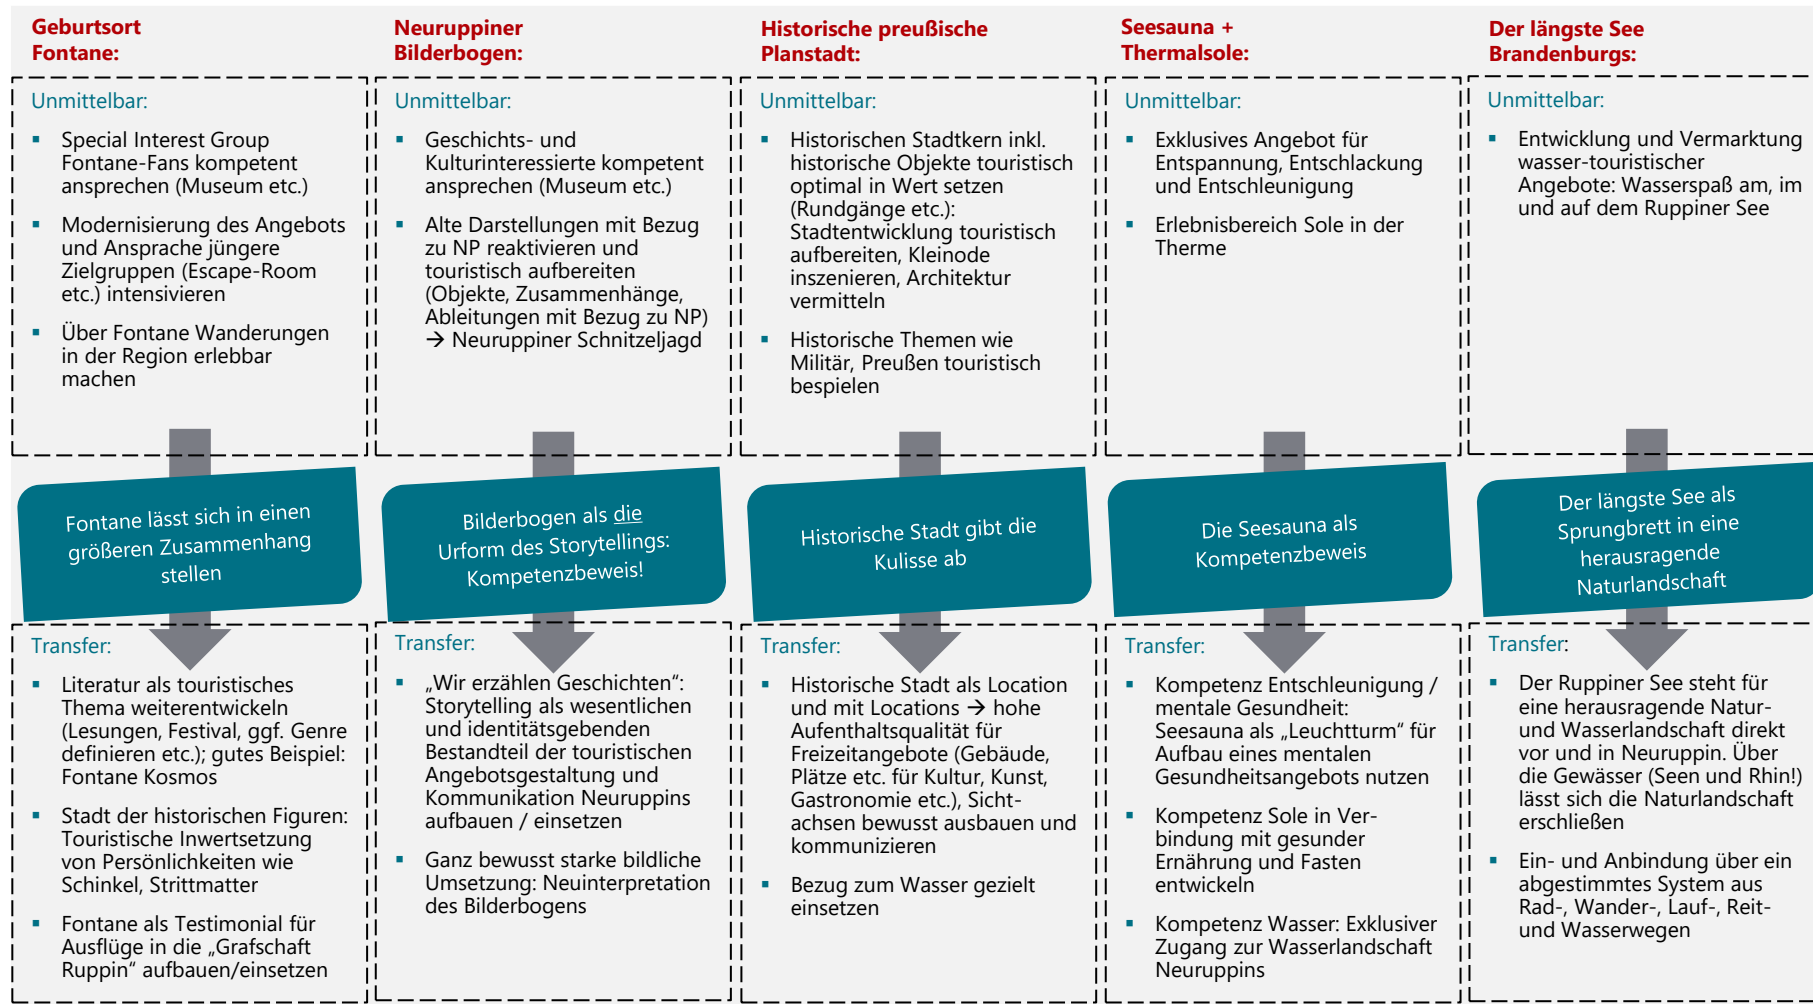 Geburtsort
Fontane:
Unmittelbar:
▪ Special Interest Group
Fontane-Fans kompetent
ansprechen (Museum etc.)
▪ Modernisierung des Angebots
und Ansprache jüngere
Zielgruppen (Escape-Room
etc.) intensivieren
▪ Über Fontane Wanderungen
in der Region erlebbar
machen
Fontane lässt sich in einen
größeren Zusammenhang
stellen
Transfer:
▪ Literatur als touristisches
Thema weiterentwickeln
(Lesungen, Festival, ggf. Genre
definieren etc.); gutes Beispiel:
Fontane Kosmos
▪ Stadt der historischen Figuren:
Touristische Inwertsetzung
von Persönlichkeiten wie
Schinkel, Strittmatter
▪ Fontane als Testimonial für
Ausflüge in die „Grafschaft
Ruppin“ aufbauen/einsetzen
Neuruppiner
Bilderbogen:
Unmittelbar:
▪ Geschichts- und
Kulturinteressierte kompetent
ansprechen (Museum etc.)
▪ Alte Darstellungen mit Bezug
zu NP reaktivieren und
touristisch aufbereiten
(Objekte, Zusammenhänge,
Ableitungen mit Bezug zu NP)
→ Neuruppiner Schnitzeljagd
Bilderbogen als die
Urform des Storytellings:
Kompetenzbeweis!
Transfer:
▪ „Wir erzählen Geschichten“:
Storytelling als wesentlichen
und identitätsgebenden
Bestandteil der touristischen
Angebotsgestaltung und
Kommunikation Neuruppins
aufbauen / einsetzen
▪ Ganz bewusst starke bildliche
Umsetzung: Neuinterpretation
des Bilderbogens
Historische preußische
Planstadt:
Unmittelbar:
▪ Historischen Stadtkern inkl.
historische Objekte touristisch
optimal in Wert setzen
(Rundgänge etc.):
Stadtentwicklung touristisch
aufbereiten, Kleinode
inszenieren, Architektur
vermitteln
▪ Historische Themen wie
Militär, Preußen touristisch
bespielen
Historische Stadt gibt die
Kulisse ab
Transfer:
▪ Historische Stadt als Location
und mit Locations → hohe
Aufenthaltsqualität für
Freizeitangebote (Gebäude,
Plätze etc. für Kultur, Kunst,
Gastronomie etc.), Sicht-
achsen bewusst ausbauen und
kommunizieren
▪ Bezug zum Wasser gezielt
einsetzen
Seesauna +
Thermalsole:
Unmittelbar:
▪ Exklusives Angebot für
Entspannung, Entschlackung
und Entschleunigung
▪ Erlebnisbereich Sole in der
Therme
Die Seesauna als
Kompetenzbeweis
Transfer:
▪ Kompetenz Entschleunigung /
mentale Gesundheit:
Seesauna als „Leuchtturm“ für
Aufbau eines mentalen
Gesundheitsangebots nutzen
▪ Kompetenz Sole in Ver-
bindung mit gesunder
Ernährung und Fasten
entwickeln
▪ Kompetenz Wasser: Exklusiver
Zugang zur Wasserlandschaft
Neuruppins
Der längste See
Brandenburgs:
Unmittelbar:
▪ Entwicklung und Vermarktung
wasser-touristischer
Angebote: Wasserspaß am, im
und auf dem Ruppiner See
Der längste See als
Sprungbrett in eine
herausragende
Naturlandschaft
Transfer:
▪ Der Ruppiner See steht für
eine herausragende Natur-
und Wasserlandschaft direkt
vor und in Neuruppin. Über
die Gewässer (Seen und Rhin!)
lässt sich die Naturlandschaft
erschließen
▪ Ein- und Anbindung über ein
abgestimmtes System aus
Rad-, Wander-, Lauf-, Reit-
und Wasserwegen